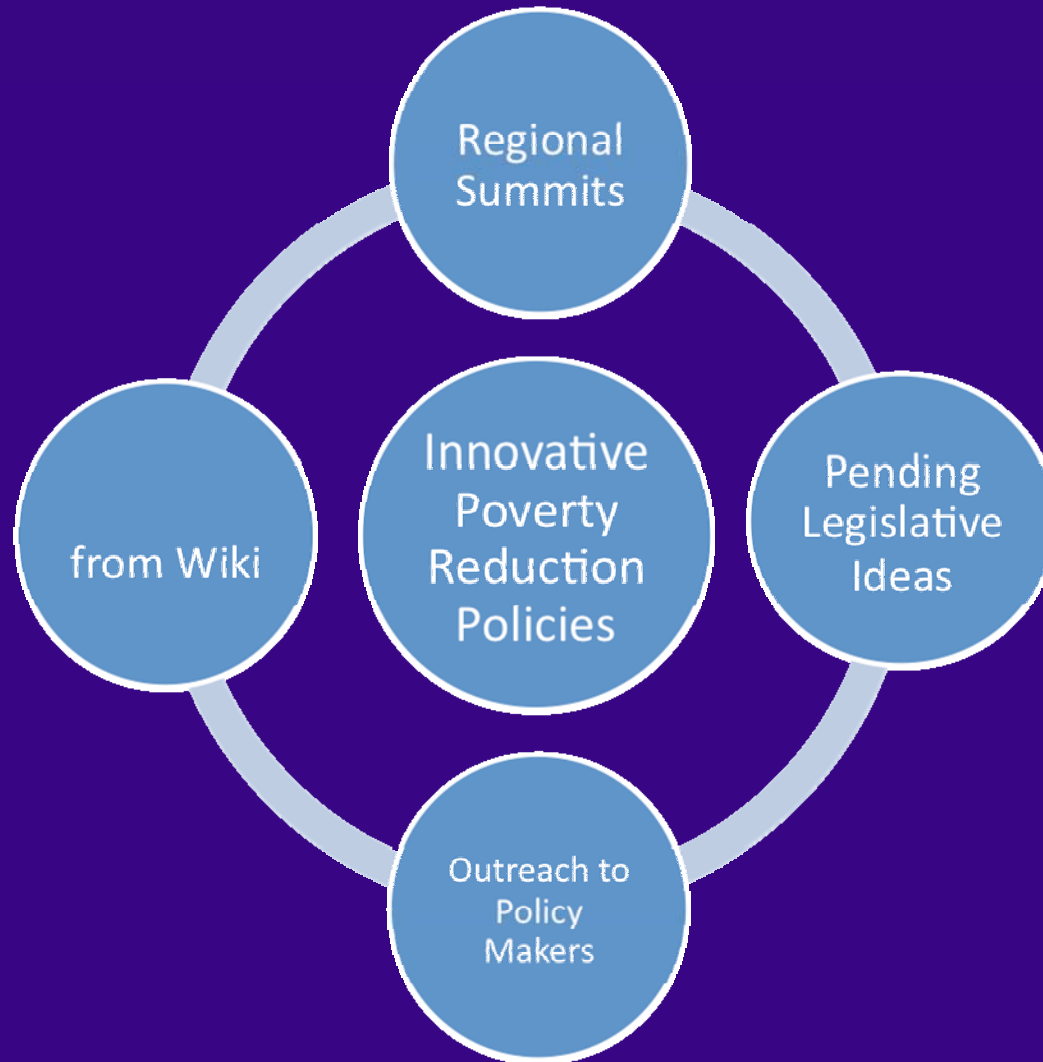 Regional
Summits
Innovative
Poverty
Reduction
Policies
Pending
Legislative
Ideas
from Wiki
Outreach to
Policy
Makers